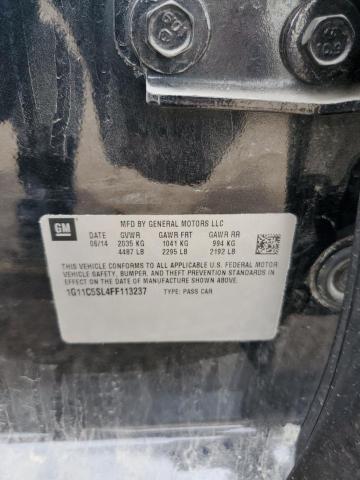 GM
MFD BY GENERAL MOTORS LLC
DATE GVWR GAWR FRT GAWR RR
06/14 2035 KG 1041 KG 994 KG
4487 LB 2295 LB 2192 LB
THIS VEHICLE CONFORMS TO ALL APPLICABLE U.S. FEDERAL MOTOR
VEHICLE SAFETY, BUMPER, AND THEFT PREVENTION STANDARDS
IN EFFECT ON THE DATE OF MANUFACTURE SHOWN ABOVE.
1G11C5SL4FF113237 TYPE: PASS CAR